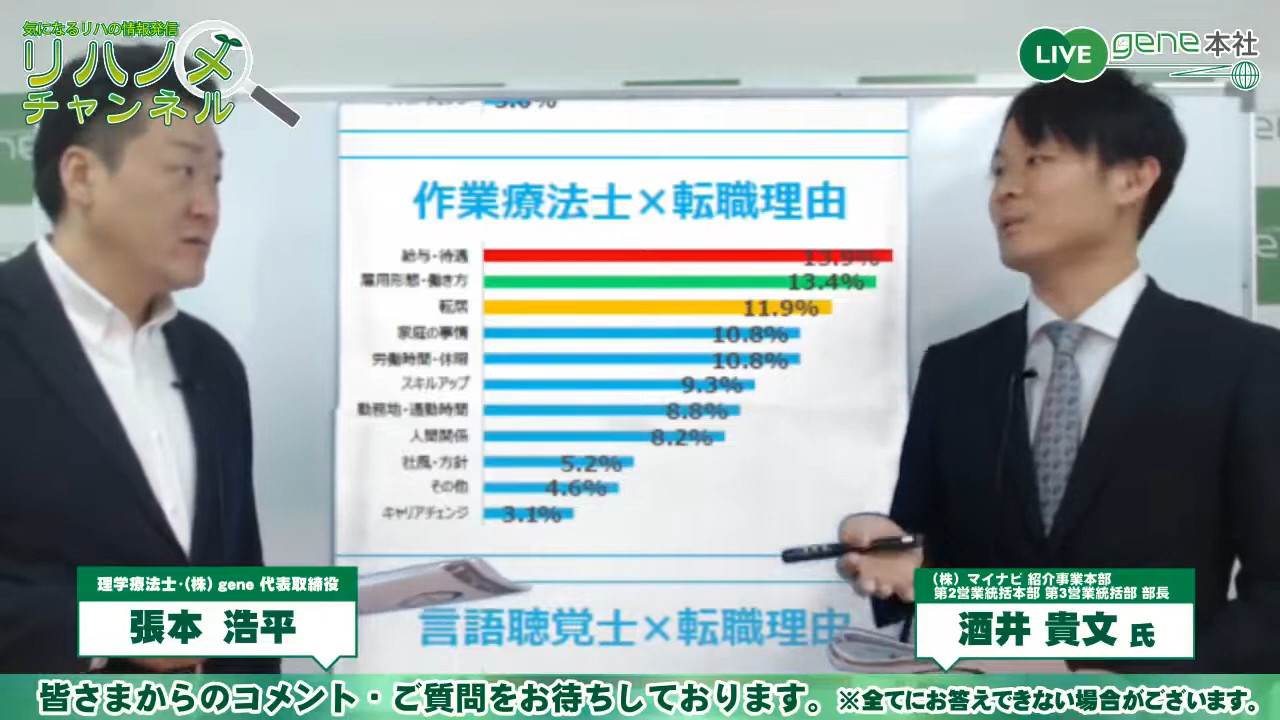 気になるリハの情報発信
リハノメ
チャンネル
LIVE gene本社
作業療法士×転職理由
給与・待遇 13.9%
雇用形態・働き方 13.4%
転居 11.9%
家庭の事情 10.8%
労働時間・休暇 10.8%
スキルアップ 9.3%
勤務地・通勤時間 8.8%
人間関係 8.2%
社風・方針 5.2%
その他 4.6%
キャリアチェンジ 3.1%
言語聴覚士×転職理由
理学療法士・(株) gene 代表取締役
張本 浩平
(株) マイナビ 紹介事業本部
第2営業統括本部 第3営業統括部 部長
酒井 貴文 氏
皆さまからのコメント・ご質問をお待ちしております。※全てにお答えできない場合がございます。